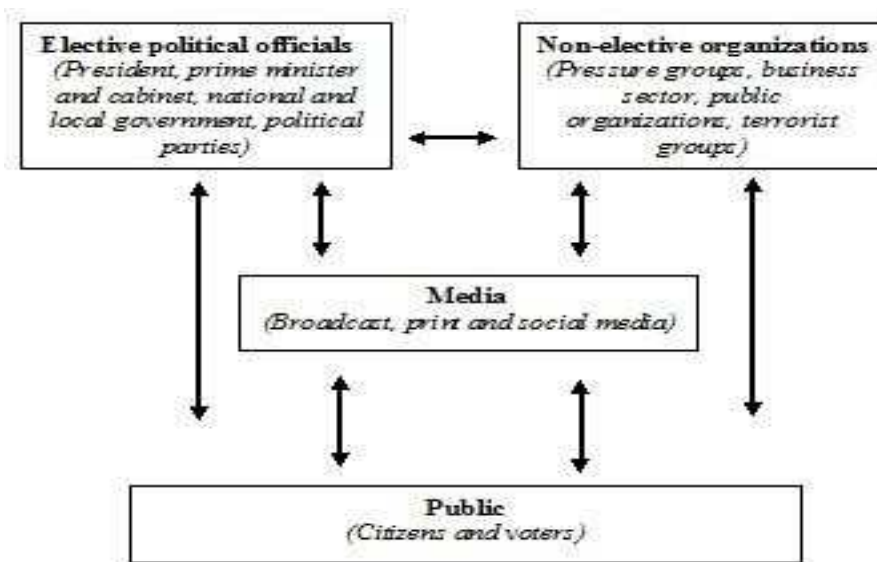 Elective political officials
(President, prime minister
and cabinet, national and
local government, political
parties)
Non-elective organizations
(Pressure groups, business
sector, public
organizations, terrorist
groups)
Media
(Broadcast, print and social media)
Public
(Citizens and voters)